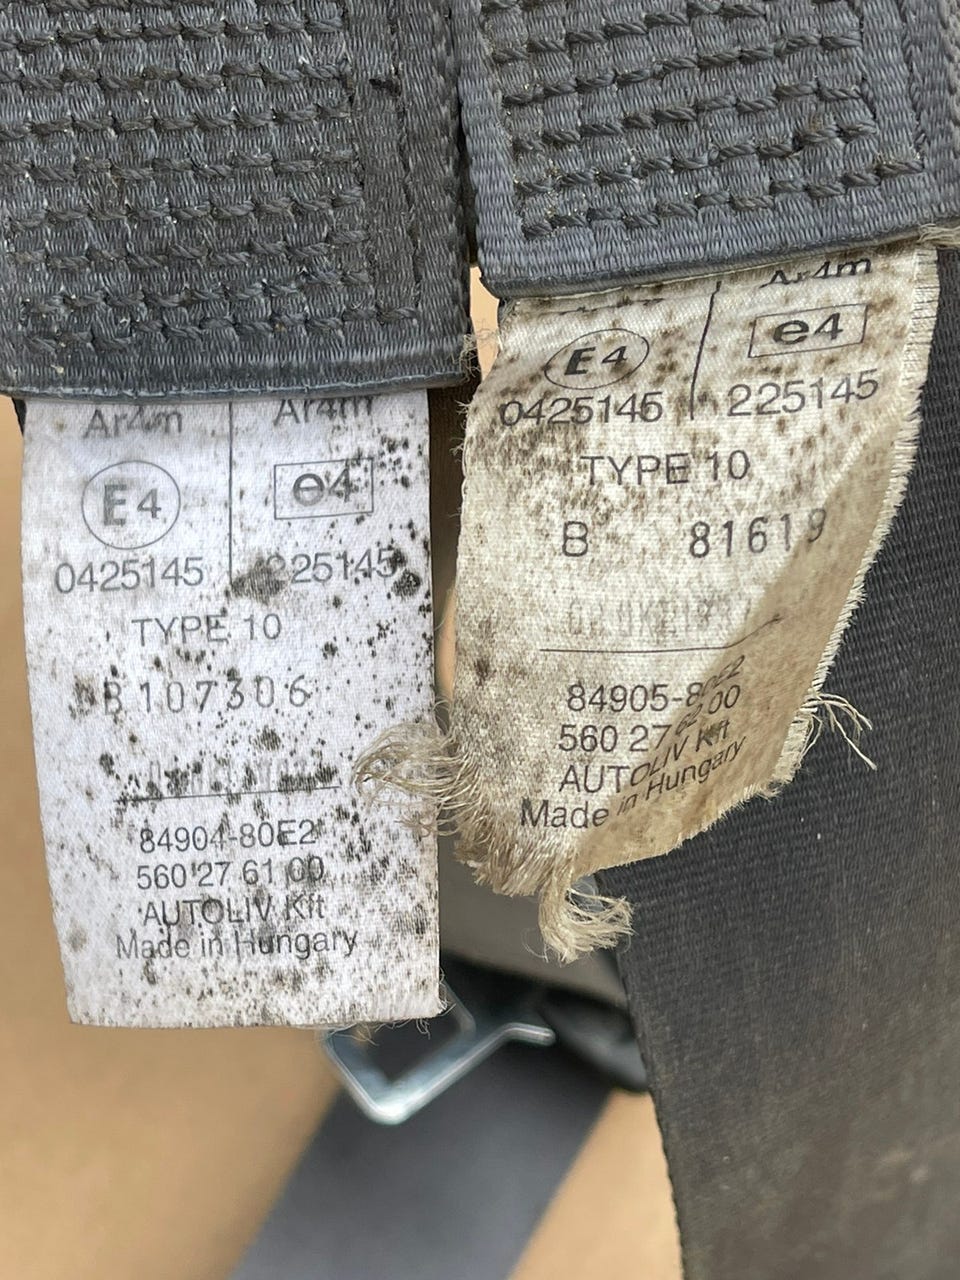 Ar4m Ar4m
E4 e4
0425145 225145
TYPE 10
B 107306
84904-80E2
560 27 61 00
AUTOLIV Kft
Made in Hungary
Ar4m
E4 e4
0425145 225145
TYPE 10
B 81619
84905-80E2
560 27 62 00
AUTOLIV Kft
Made in Hungary